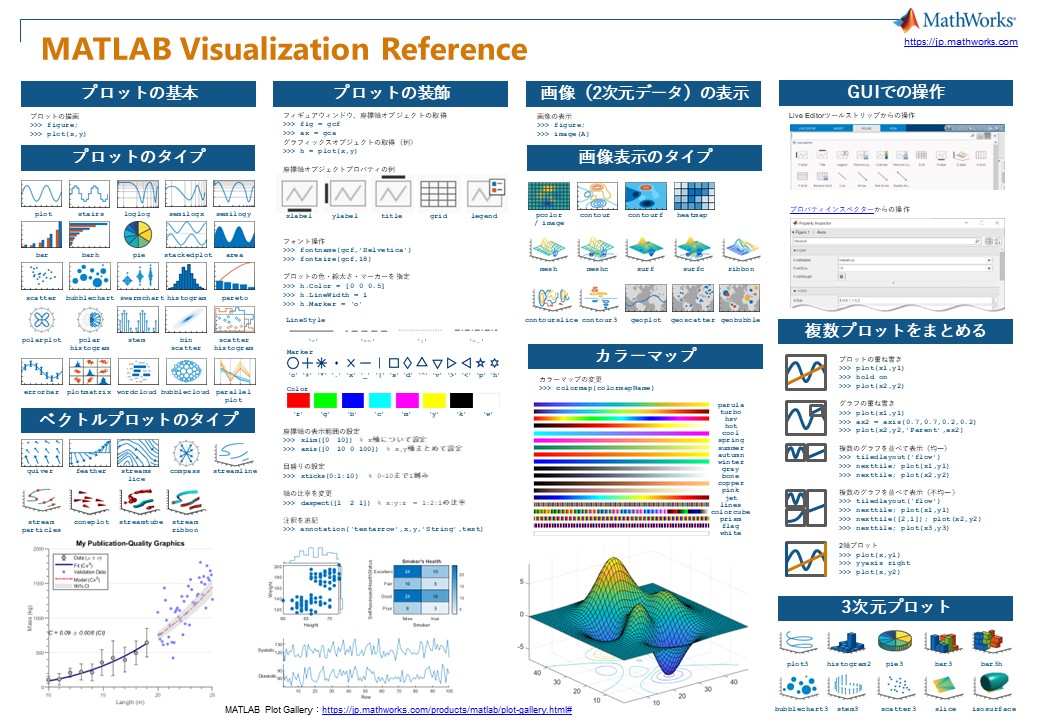 MathWorks®
https://jp.mathworks.com
MATLAB Visualization Reference
プロットの基本
プロットの描画
>>> figure;
>>> plot(x,y)
プロットのタイプ
plot stairs loglog semilogx semilogy
bar barh pie stackedplot area
scatter bubblechart swarmchart histogram pareto
polarplot polar histogram stem bin scatter scatter histogram
errorbar plotmatrix wordcloud bubblecloud parallel plot
ベクトルプロットのタイプ
quiver feather streams lice compass streamline
stream particles coneplot streamtube stream ribbon
My Publication-Quality Graphics
Validation Data
Length (m)
プロットの装飾
フィギュアウィンドウ、座標軸オブジェクトの取得
>>> fig = gcf
>>> ax = gca
グラフィックスオブジェクトの取得（例）
>>> h = plot(x,y)
座標軸オブジェクトプロパティの例
xlabel ylabel title grid legend
フォント操作
>>> fontname(gcf,'Helvetica')
>>> fontsize(gcf,18)
プロットの色・線太さ・マーカーを指定
>>> h.Color = [0 0 0.5]
>>> h.LineWidth = 1
>>> h.Marker = 'o'
LineStyle
Marker
Color
'r' 'g' 'b' 'c' 'm' 'y' 'k' 'w'
座標軸の表示範囲の設定
>>> xlim([0 10]) % x軸について設定
>>> axis([0 10 0 100]) % x,y軸まとめて設定
目盛りの設定
>>> xticks(0:1:10) % 0-10まで1刻み
軸の比率を変更
>>> daspect([1 2 1]) % x:y:z = 1:2:1の比率
注釈を追記
>>> annotation('textarrow',x,y,'String',text)
Weight
Height
Smoker's Health
Excellent
Fair
Good
Poor
false true
Smoker
Systolic
Diastolic
10 20 30 40 50 60 70 80 90 100
Row
画像（2次元データ）の表示
画像の表示
>>> figure;
>>> image(A)
画像表示のタイプ
pcolor / image contour contourf heatmap
mesh meshc surf surfc ribbon
contourslice contour3 geoplot geoscatter geobubble
カラーマップ
カラーマップの変更
>>> colormap(colormapName)
parula
turbo
hsv
hot
cool
spring
summer
autumn
winter
gray
bone
copper
pink
jet
lines
colorcube
prism
flag
white
GUIでの操作
Live Editorツールストリップからの操作
プロパティインスペクターからの操作
Property Inspector
複数プロットをまとめる
プロットの重ね書き
>>> plot(x1,y1)
>>> hold on
>>> plot(x2,y2)
グラフの重ね書き
>>> plot(x1,y1)
>>> ax2 = axis(0.7,0.7,0.2,0.2)
>>> plot(x2,y2,'Parent',ax2)
複数のグラフを並べて表示（均一）
>>> tiledlayout('flow')
>>> nexttile; plot(x1,y1)
>>> nexttile; plot(x2,y2)
複数のグラフを並べて表示（不均一）
>>> tiledlayout('flow')
>>> nexttile; plot(x1,y1)
>>> nexttile([2,1]); plot(x2,y2)
>>> nexttile; plot(x3,y3)
2軸プロット
>>> plot(x,y1)
>>> yyaxis right
>>> plot(x,y2)
3次元プロット
plot3 histogram2 pie3 bar3 bar3h
bubblechart3 stem3 scatter3 slice isosurface
MATLAB Plot Gallery：https://jp.mathworks.com/products/matlab/plot-gallery.html#